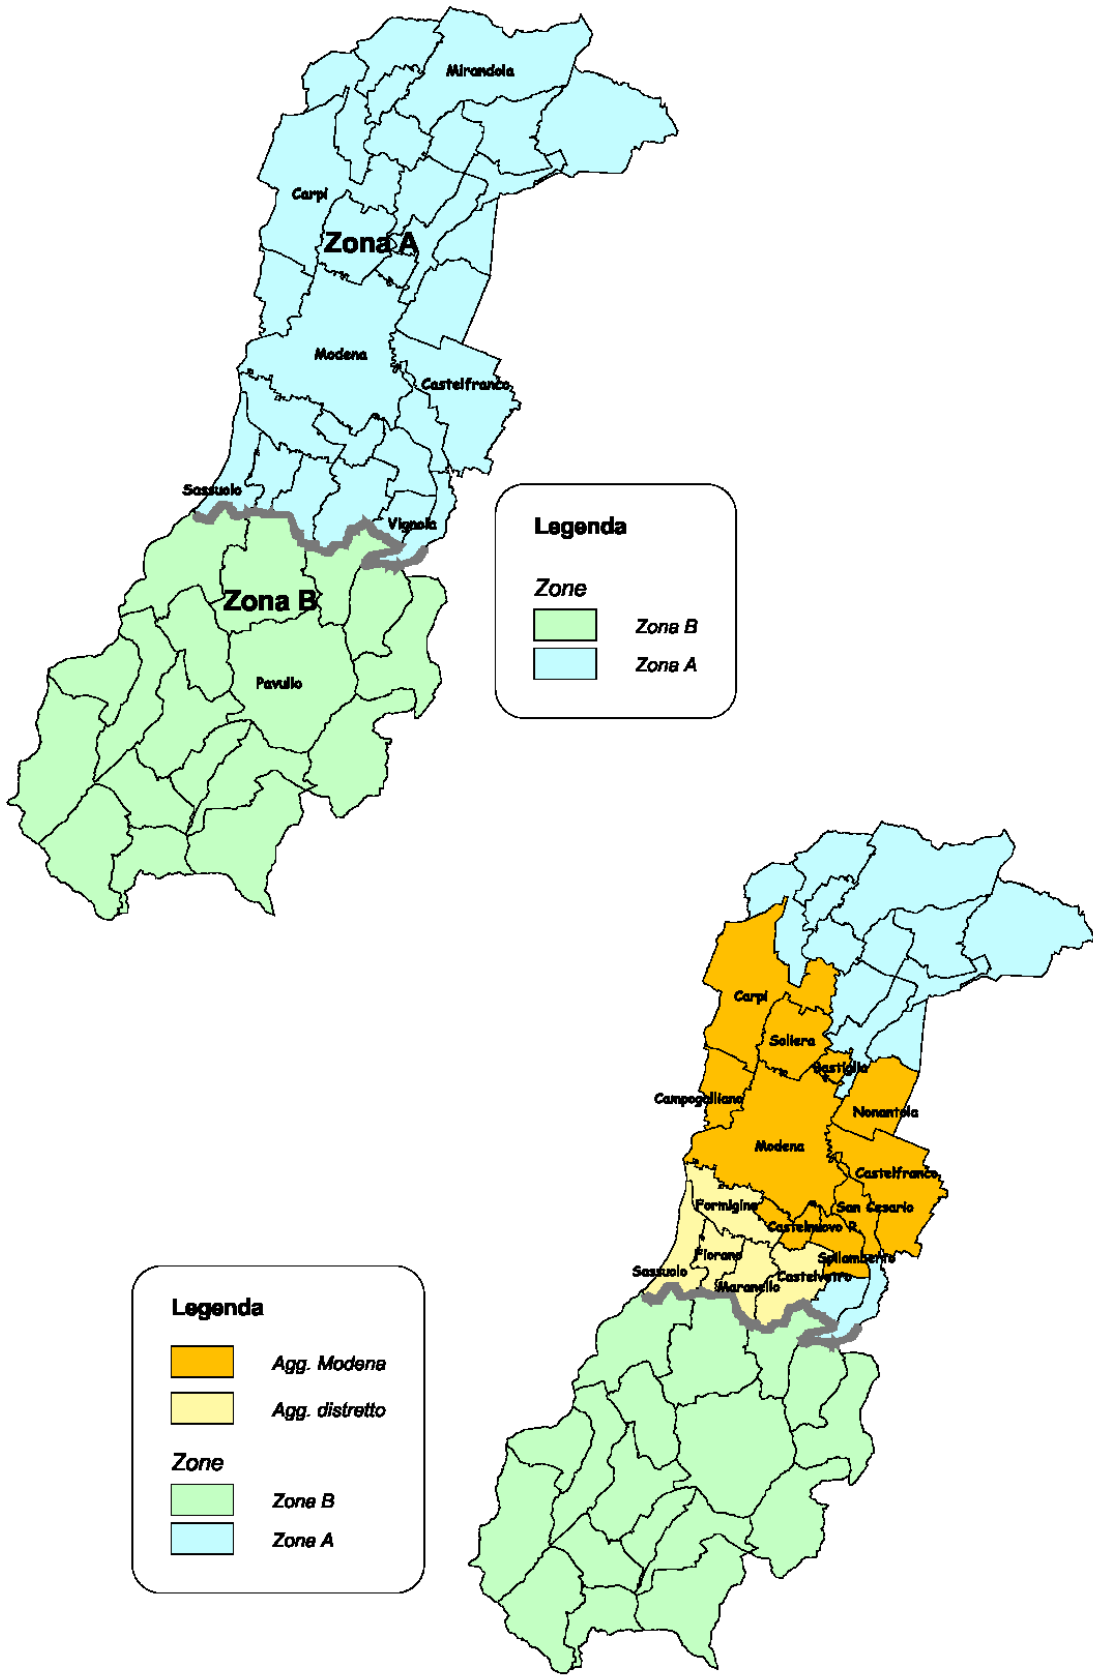 Mirandola
Carpi
Zona A
Modena
Castelfranco
Sassuolo
Vignola
Zona B
Pavullo
Legenda
Zone
Zona B
Zona A
Carpi
Soliera
Bastiglia
Campogalliano
Nonantola
Modena
Castelfranco
Formigine
San Cesario
Castelnuovo R.
Fiorano
Spilamberto
Sassuolo
Castelvetro
Maranello
Legenda
Agg. Modena
Agg. distretto
Zone
Zona B
Zona A